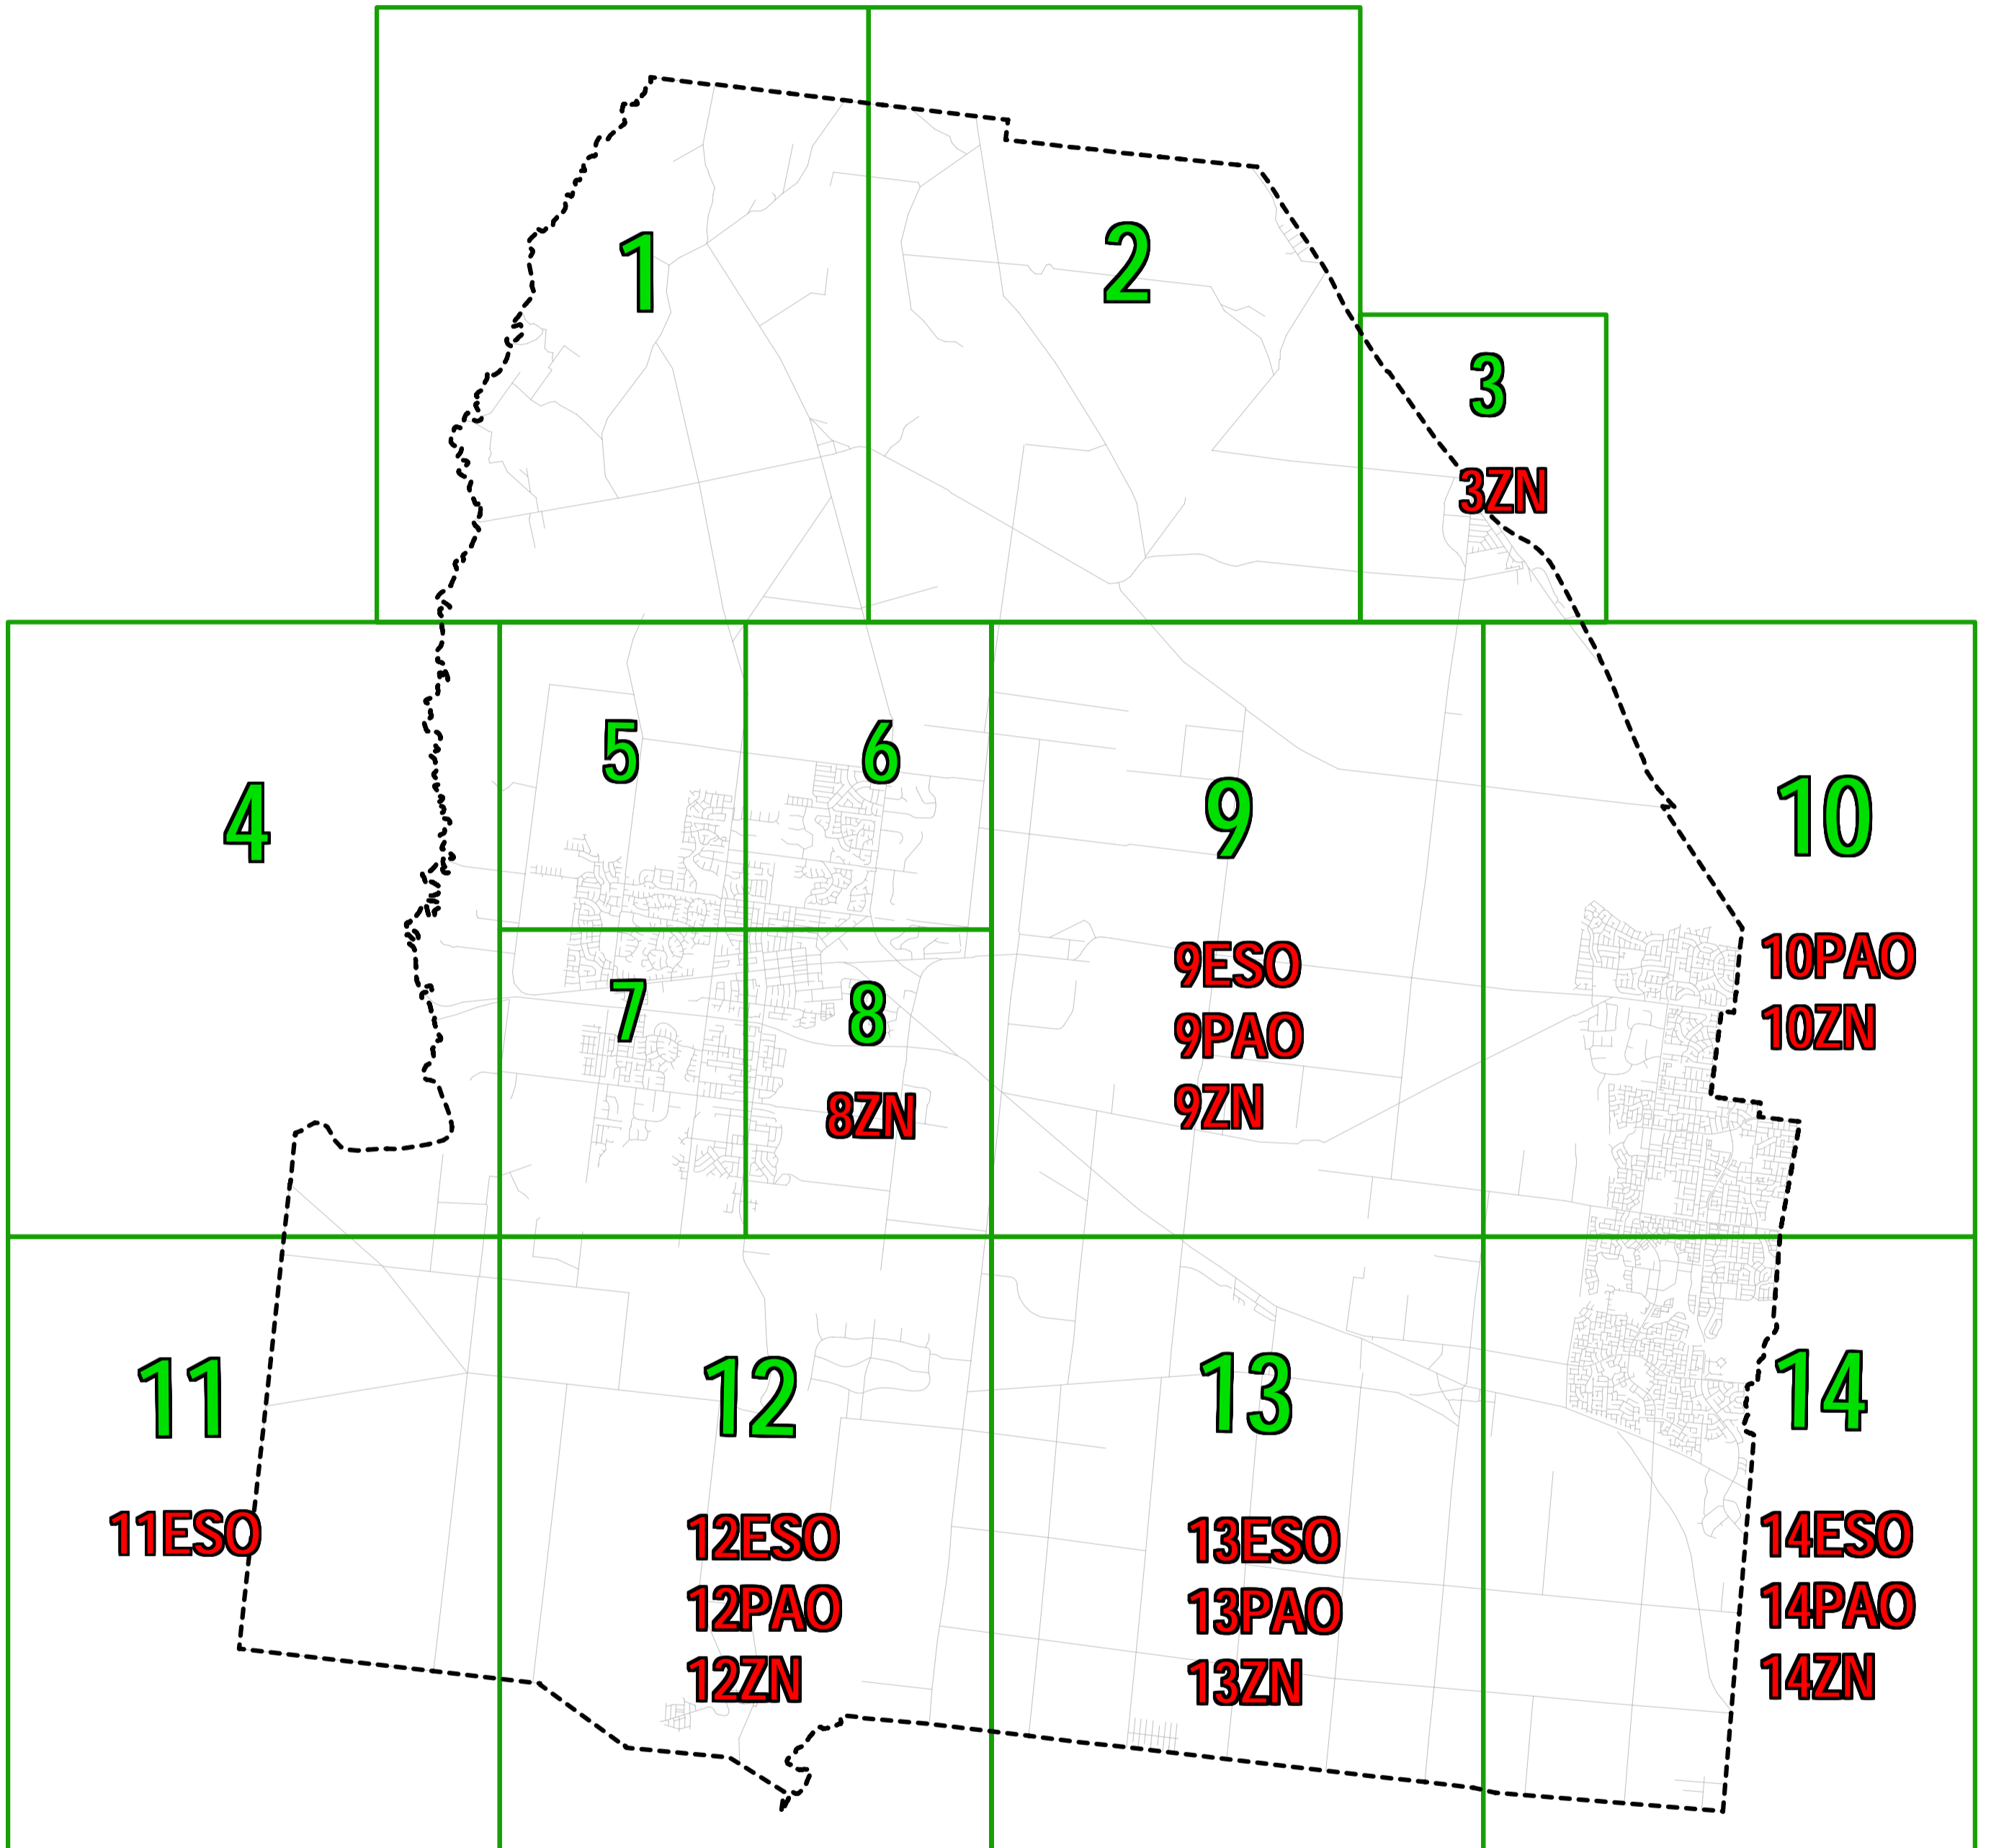 1
2
3
3ZN
4
5
6
7
8
8ZN
9
9ESO
9PAO
9ZN
10
10PAO
10ZN
11
11ESO
12
12ESO
12PAO
12ZN
13
13ESO
13PAO
13ZN
14
14ESO
14PAO
14ZN